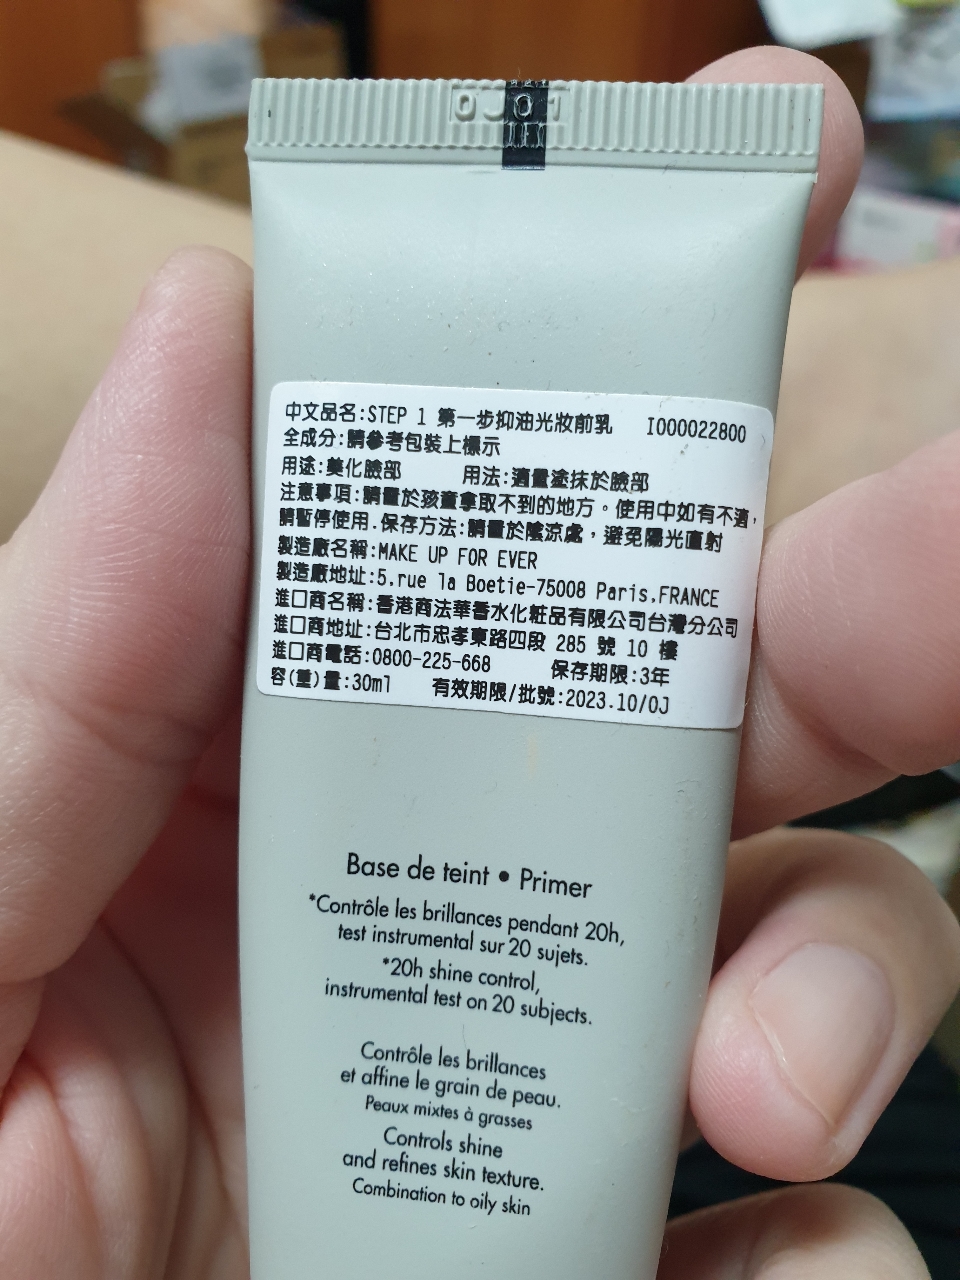 0J01
中文品名:STEP 1 第一步抑油光妝前乳 I000022800
全成分:請參考包裝上標示
用途:美化臉部 用法:適量塗抹於臉部
注意事項:請置於孩童拿取不到的地方。使用中如有不適,
請暫停使用.保存方法:請置於陰涼處,避免陽光直射
製造廠名稱:MAKE UP FOR EVER
製造廠地址:5.rue la Boetie-75008 Paris.FRANCE
進口商名稱:香港商法華香水化粧品有限公司台灣分公司
進口商地址:台北市忠孝東路四段 285 號 10 樓
進口商電話:0800-225-668 保存期限:3年
容(重)量:30ml 有效期限/批號:2023.10/0J
Base de teint • Primer
*Contrôle les brillances pendant 20h,
test instrumental sur 20 sujets.
*20h shine control,
instrumental test on 20 subjects.
Contrôle les brillances
et affine le grain de peau.
Peaux mixtes à grasses
Controls shine
and refines skin texture.
Combination to oily skin